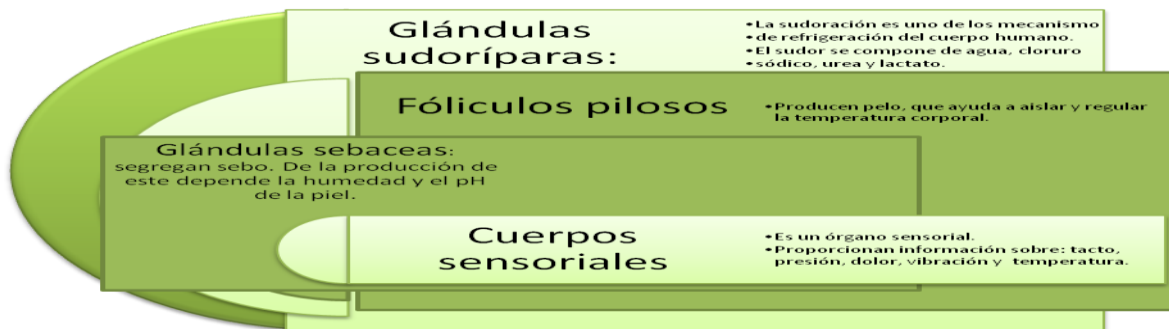 Glándulas
sudoríparas:
•La sudoración es uno de los mecanismo
•de refrigeración del cuerpo humano.
•El sudor se compone de agua, cloruro
•sódico, urea y lactato.
Fóliculos pilosos
•Producen pelo, que ayuda a aislar y regular
la temperatura corporal.
Glándulas sebaceas:
segregan sebo. De la producción de
este depende la humedad y el pH
de la piel.
Cuerpos
sensoriales
•Es un órgano sensorial.
•Proporcionan información sobre: tacto,
presión, dolor, vibración y temperatura.